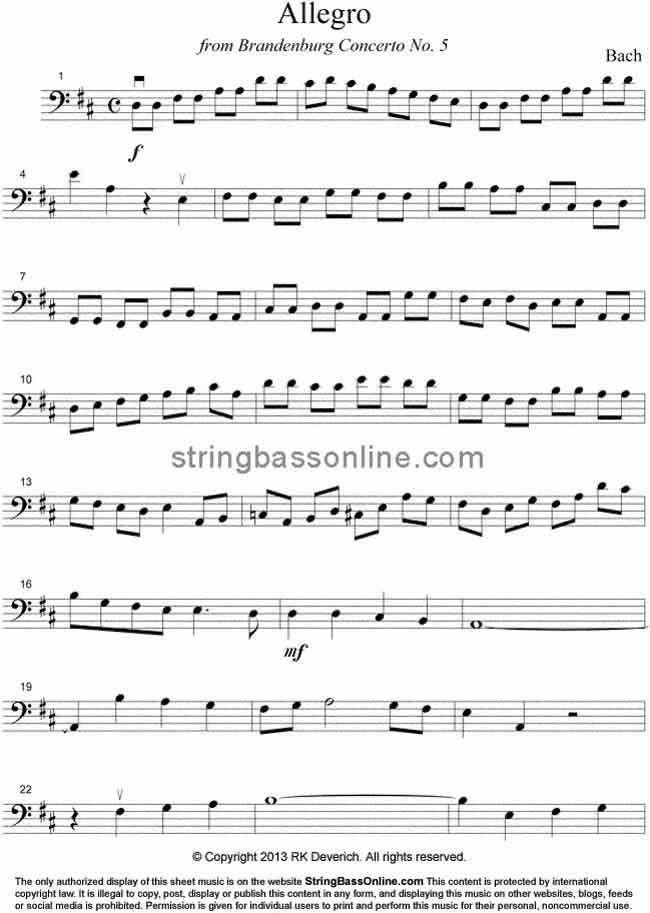 Allegro
from Brandenburg Concerto No. 5
Bach
1
f
4
7
10
stringbassonline.com
13
16
mf
19
22
© Copyright 2013 RK Deverich. All rights reserved.
The only authorized display of this sheet music is on the website StringBassOnline.com This content is protected by international
copyright law. It is illegal to copy, post, display or publish this content in any form, and displaying this music on other websites, blogs, feeds
or social media is prohibited. Permission is given for individual users to print and perform this music for their personal, noncommercial use.